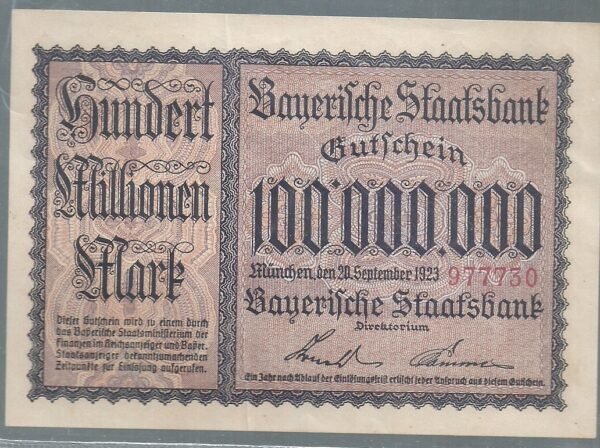 Hundert
Millionen
Mark
Dieser Gutschein wird zu einem durch
das Bayerische Staatsministerium der
Finanzen im Reichsanzeiger und Bayer.
Staatsanzeiger bekanntzumachenden
Zeitpunkte zur Einlösung aufgerufen.
Bayerische Staatsbank
Gutschein
100.000.000
München, den 20. September 1923 977730
Bayerische Staatsbank
Direktorium
Ein Jahr nach Ablauf der Einlösungsfrist erlischt jeder Anspruch aus diesem Gutschein.